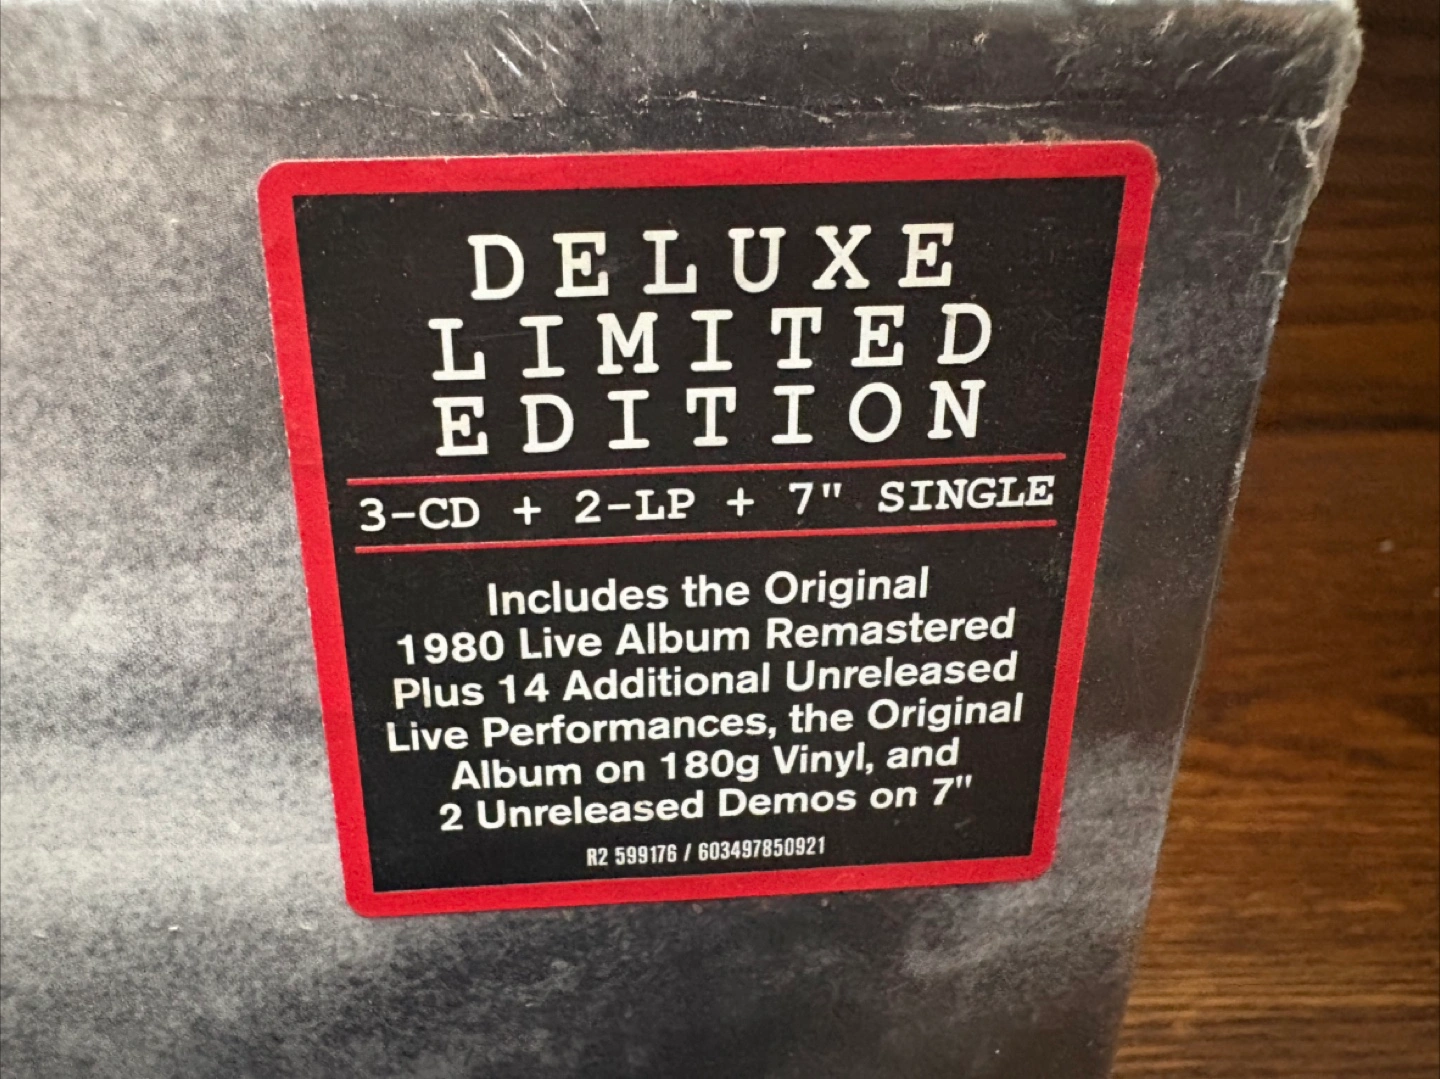 DELUXE
LIMITED
EDITION
3-CD + 2-LP + 7" SINGLE
Includes the Original
1980 Live Album Remastered
Plus 14 Additional Unreleased
Live Performances, the Original
Album on 180g Vinyl, and
2 Unreleased Demos on 7"
R2 599176 / 603497850921